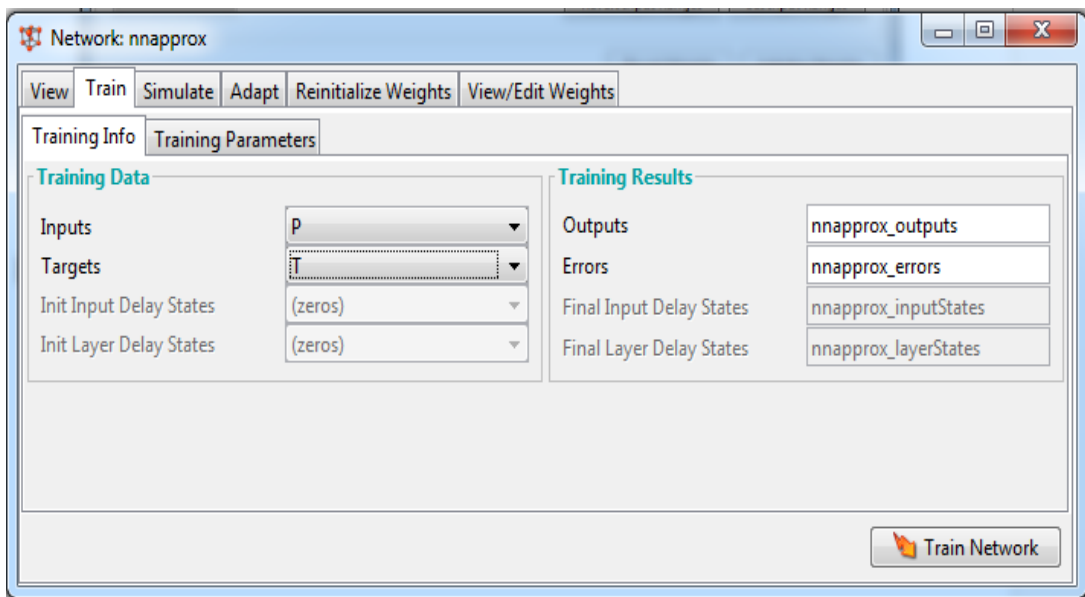 Network: nnapprox
View Train Simulate Adapt Reinitialize Weights View/Edit Weights
Training Info Training Parameters
Training Data
Inputs P
Targets T
Init Input Delay States (zeros)
Init Layer Delay States (zeros)
Training Results
Outputs nnapprox_outputs
Errors nnapprox_errors
Final Input Delay States nnapprox_inputStates
Final Layer Delay States nnapprox_layerStates
Train Network